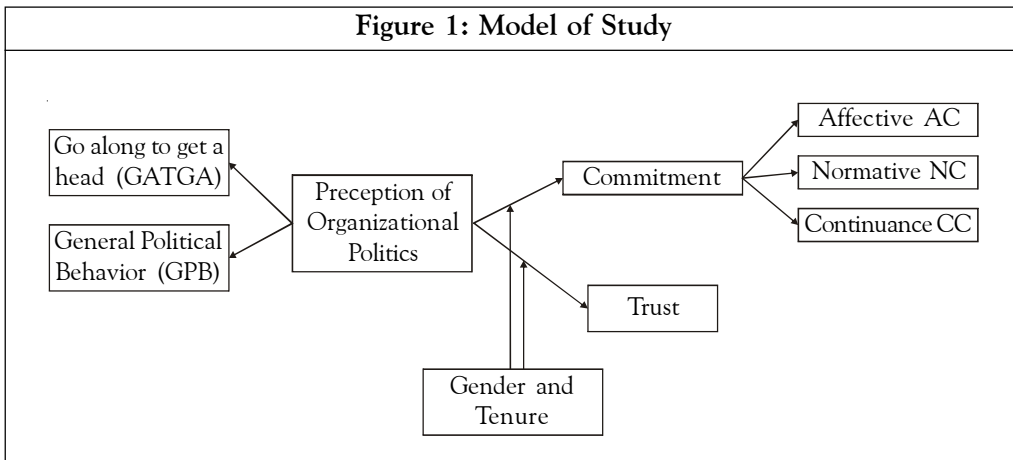 Figure 1: Model of Study
Go along to get a
head (GATGA)
General Political
Behavior (GPB)
Preception of
Organizational
Politics
Commitment
Trust
Gender and
Tenure
Affective AC
Normative NC
Continuance CC